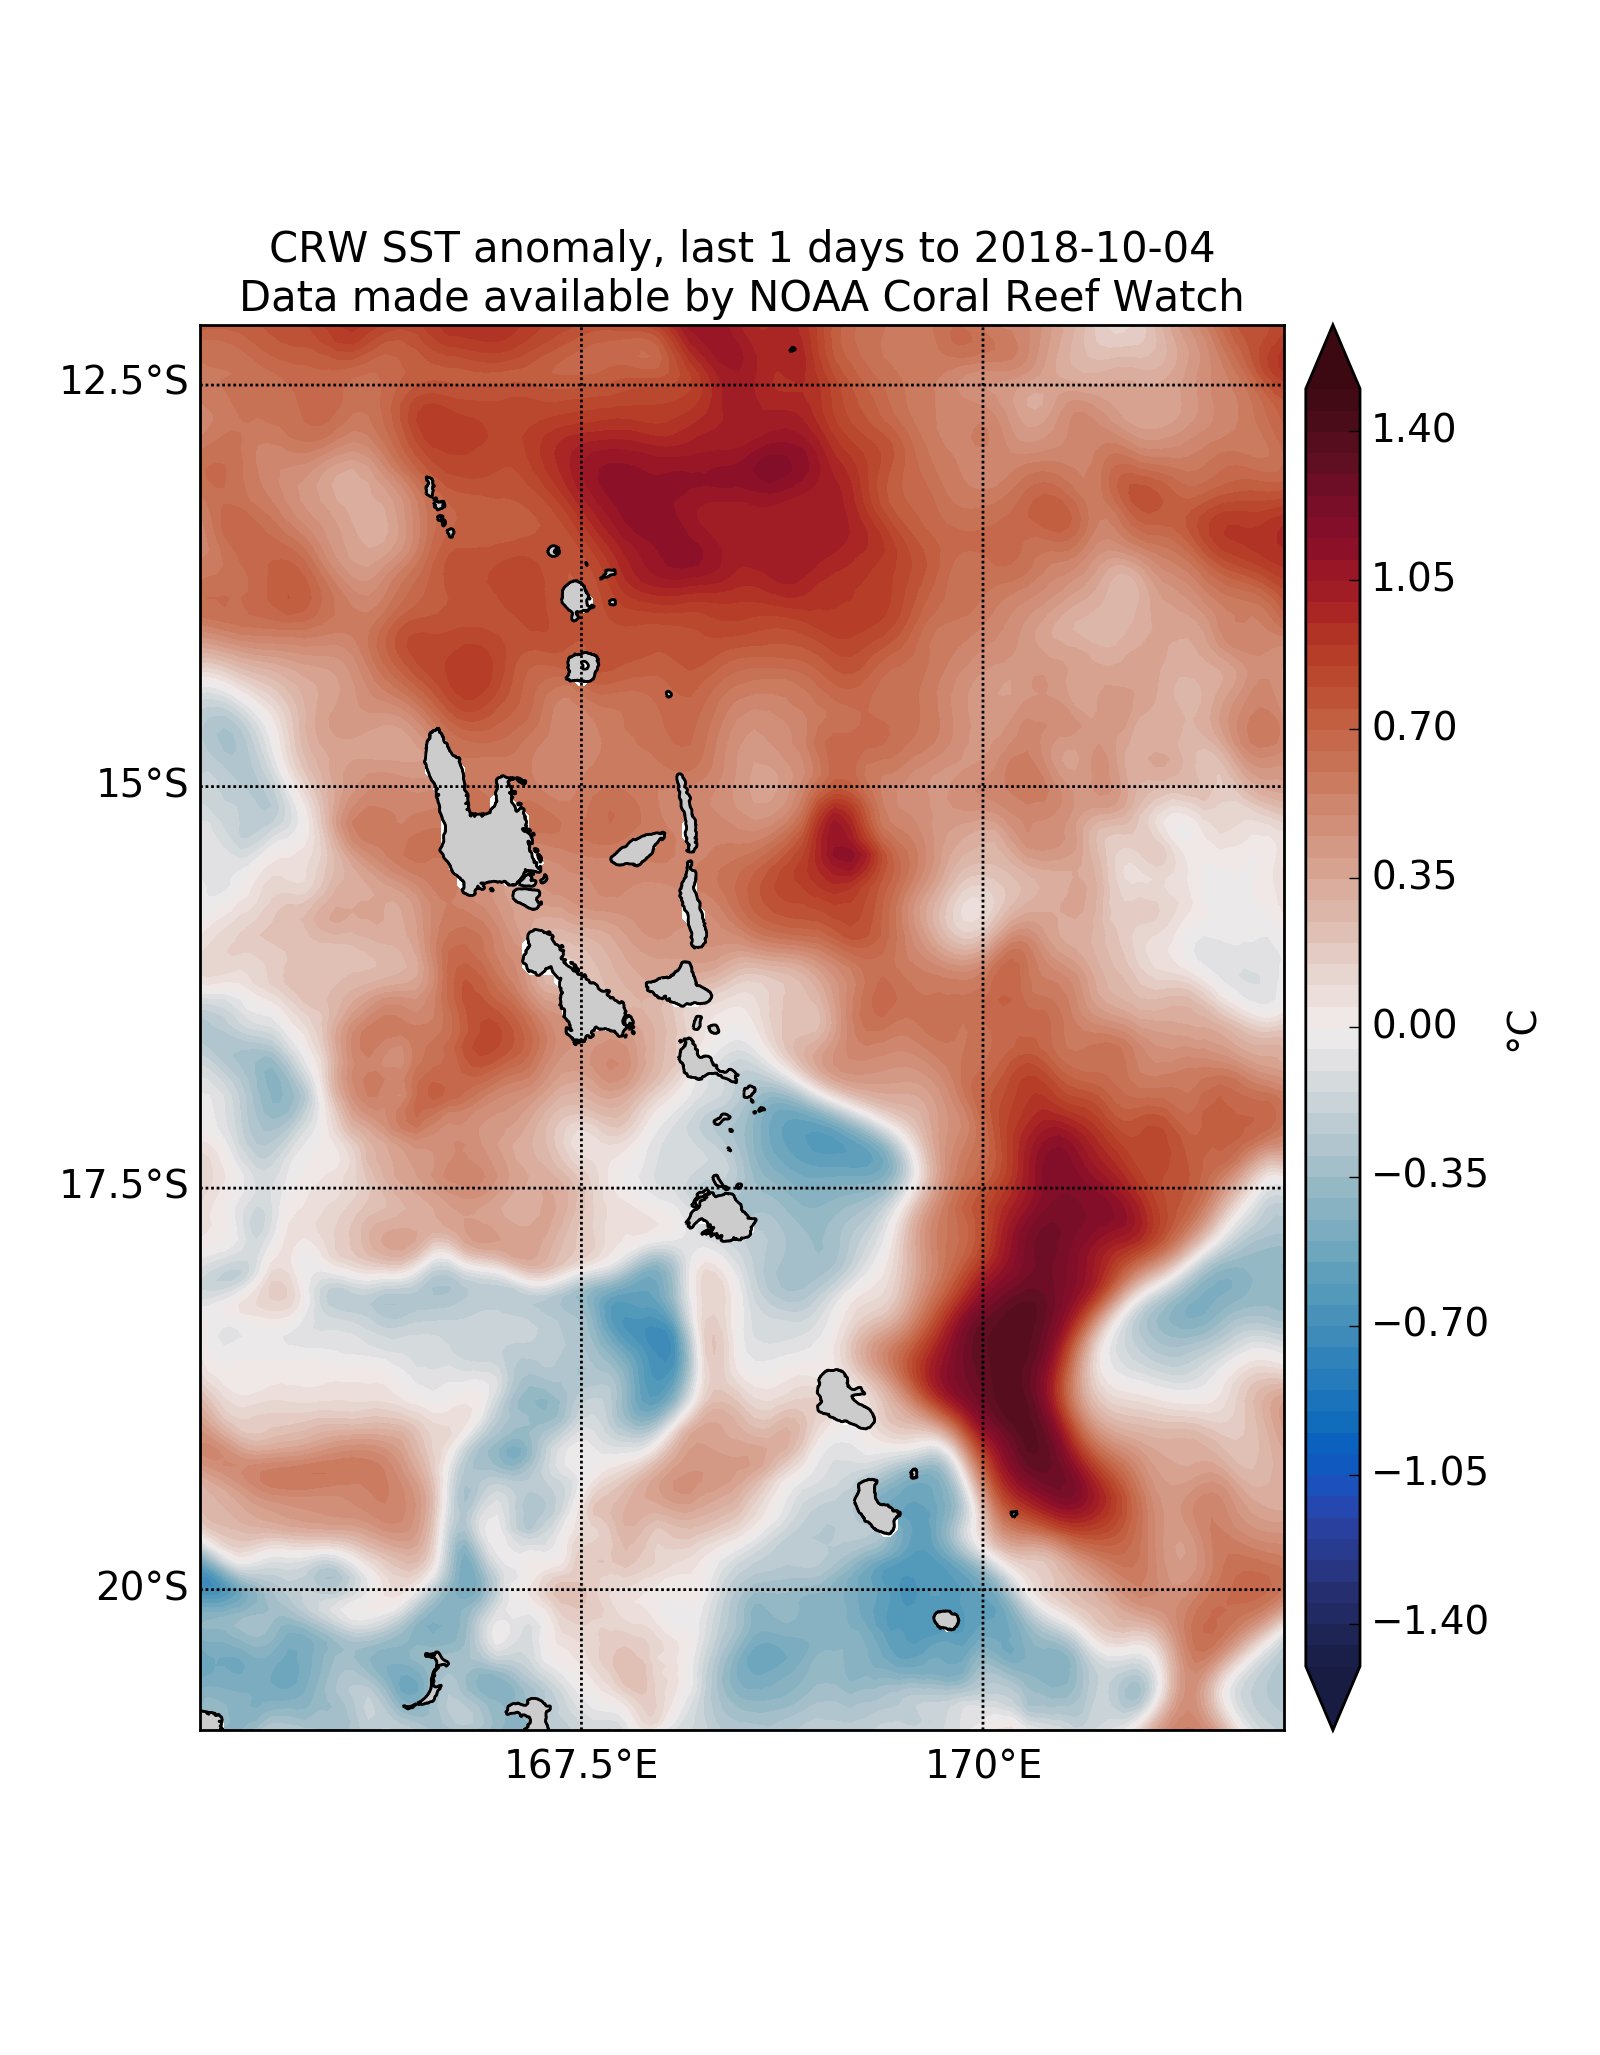 CRW SST anomaly, last 1 days to 2018-10-04
Data made available by NOAA Coral Reef Watch
12.5°S
15°S
17.5°S
20°S
167.5°E
170°E
1.40
1.05
0.70
0.35
0.00
−0.35
−0.70
−1.05
−1.40
°C